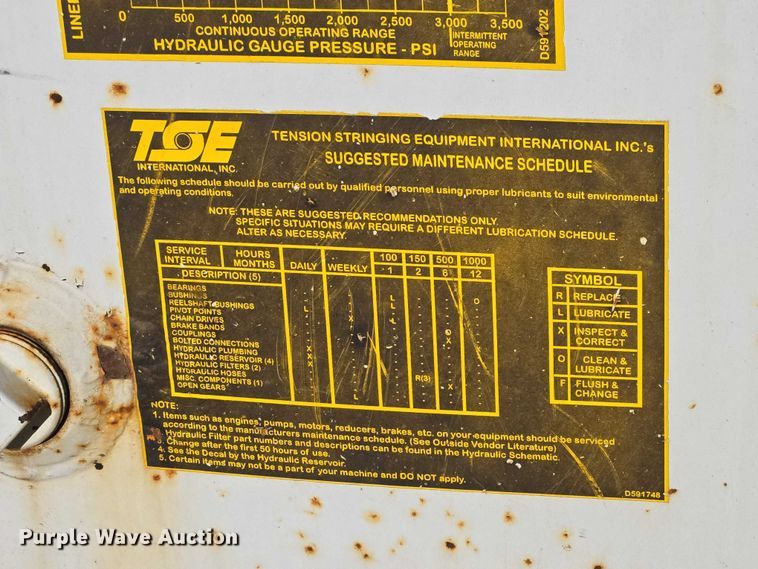 LINE
0 500 1,000 1,500 2,000 2,500 3,000 3,500
CONTINUOUS OPERATING RANGE
INTERMITTENT
OPERATING
RANGE
HYDRAULIC GAUGE PRESSURE - PSI
D591202
TSE
INTERNATIONAL, INC.
TENSION STRINGING EQUIPMENT INTERNATIONAL INC.'s
SUGGESTED MAINTENANCE SCHEDULE
The following schedule should be carried out by qualified personnel using proper lubricants to suit environmental
and operating conditions.
NOTE: THESE ARE SUGGESTED RECOMMENDATIONS ONLY.
SPECIFIC SITUATIONS MAY REQUIRE A DIFFERENT LUBRICATION SCHEDULE.
ALTER AS NECESSARY.
SERVICE INTERVAL HOURS MONTHS DAILY WEEKLY 100 150 500 1000
1 2 6 12
DESCRIPTION (5)
BEARINGS L
BUSHINGS L O
REELSHAFT BUSHINGS L
PIVOT POINTS
CHAIN DRIVES
BRAKE BANDS
COUPLINGS
BOLTED CONNECTIONS X
HYDRAULIC PLUMBING X
HYDRAULIC RESERVOIR (4) X
HYDRAULIC FILTERS (2) X
HYDRAULIC HOSES R(3)
MISC. COMPONENTS (1) X
OPEN GEARS L
SYMBOL
R REPLACE
L LUBRICATE
X INSPECT & CORRECT
O CLEAN & LUBRICATE
F FLUSH & CHANGE
NOTE:
1. Items such as engines, pumps, motors, reducers, brakes, etc. on your equipment should be serviced
according to the manufacturers maintenance schedule. (See Outside Vendor Literature)
Hydraulic Filter part numbers and descriptions can be found in the Hydraulic Schematic.
3. Change after the first 50 hours of use.
4. See the Decal by the Hydraulic Reservoir.
5. Certain items may not be a part of your machine and DO NOT apply.
D591748
Purple Wave Auction